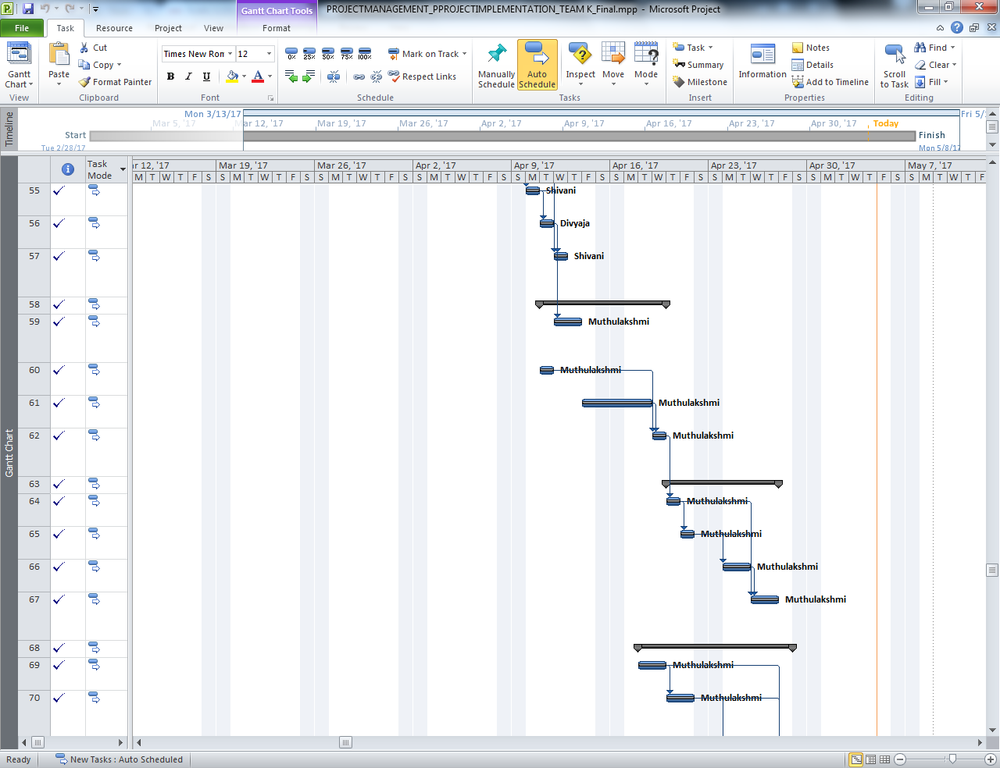 Gantt Chart Tools
PROJECTMANAGEMENT_PPROJECTIMPLEMENTATION_TEAM K_Final.mpp - Microsoft Project
File Task Resource Project View Format
Gantt Chart
View
Paste
Cut
Copy
Format Painter
Clipboard
Times New Ron 12
B I U A
Font
0% 25% 50% 75% 100%
Mark on Track
Respect Links
Schedule
Manually Schedule
Auto Schedule
Inspect
Move
Mode
Tasks
Task
Summary
Milestone
Insert
Information
Notes
Details
Add to Timeline
Properties
Scroll to Task
Find
Clear
Fill
Editing
Timeline
Mon 3/13/17
Fri 5/
Mar 5, '17 Mar 12, '17 Mar 19, '17 Mar 26, '17 Apr 2, '17 Apr 9, '17 Apr 16, '17 Apr 23, '17 Apr 30, '17 Today
Start
Tue 2/28/17
Finish
Mon 5/8/17
Task Mode
r 12, '17 Mar 19, '17 Mar 26, '17 Apr 2, '17 Apr 9, '17 Apr 16, '17 Apr 23, '17 Apr 30, '17 May 7, '17
M T W T F S S M T W T F S S M T W T F S S M T W T F S S M T W T F S S M T W T F S S M T W T F S S M T W T F S S M T W T F
55 Shivani
56 Divyaja
57 Shivani
58
59 Muthulakshmi
60 Muthulakshmi
61 Muthulakshmi
62 Muthulakshmi
63
64 Muthulakshmi
65 Muthulakshmi
66 Muthulakshmi
67 Muthulakshmi
68
69 Muthulakshmi
70 Muthulakshmi
Gantt Chart
Ready New Tasks : Auto Scheduled